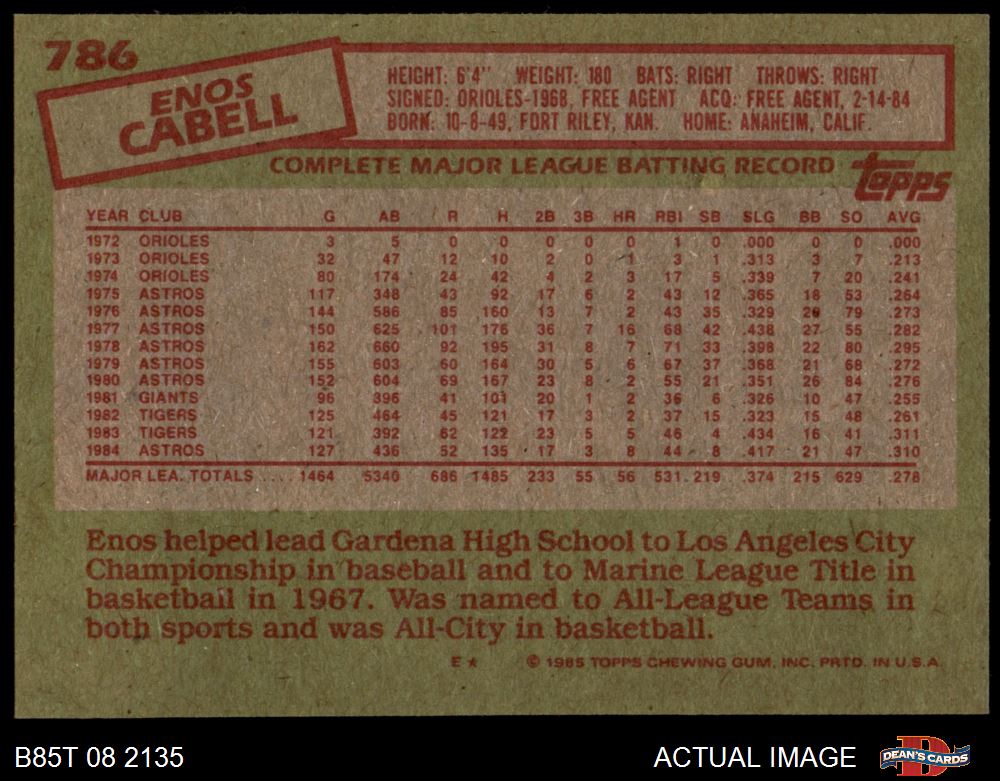 786
ENOS
CABELL
HEIGHT: 6'4" WEIGHT: 180 BATS: RIGHT THROWS: RIGHT
SIGNED: ORIOLES-1968, FREE AGENT ACQ: FREE AGENT, 2-14-84
BORN: 10-8-49, FORT RILEY, KAN. HOME: ANAHEIM, CALIF.
COMPLETE MAJOR LEAGUE BATTING RECORD
topps
YEAR CLUB G AB R H 2B 3B HR RBI SB SLG BB SO AVG
1972 ORIOLES 3 5 0 0 0 0 0 1 0 .000 0 0 .000
1973 ORIOLES 32 47 12 10 2 0 1 3 1 .313 3 7 .213
1974 ORIOLES 80 174 24 42 4 2 3 17 5 .339 7 20 .241
1975 ASTROS 117 348 43 92 17 6 2 43 12 .365 18 53 .264
1976 ASTROS 144 586 85 160 13 7 2 43 35 .329 29 79 .273
1977 ASTROS 150 625 101 176 36 7 16 68 42 .438 27 55 .282
1978 ASTROS 162 660 92 195 31 8 7 71 33 .398 22 80 .295
1979 ASTROS 155 603 60 164 30 5 6 67 37 .368 21 68 .272
1980 ASTROS 152 604 69 167 23 8 2 55 21 .351 26 84 .276
1981 GIANTS 96 396 41 101 20 1 2 36 6 .326 10 47 .255
1982 TIGERS 125 464 45 121 17 3 2 37 15 .323 15 48 .261
1983 TIGERS 121 392 62 122 23 5 5 46 4 .434 16 41 .311
1984 ASTROS 127 436 52 135 17 3 8 44 8 .417 21 47 .310
MAJOR LEA. TOTALS .... 1464 5340 686 1485 233 55 56 531 219 .374 215 629 .278
Enos helped lead Gardena High School to Los Angeles City
Championship in baseball and to Marine League Title in
basketball in 1967. Was named to All-League Teams in
both sports and was All-City in basketball.
E★ © 1985 TOPPS CHEWING GUM, INC. PRTD. IN U.S.A.
B85T 08 2135 ACTUAL IMAGE DEAN'S CARDS